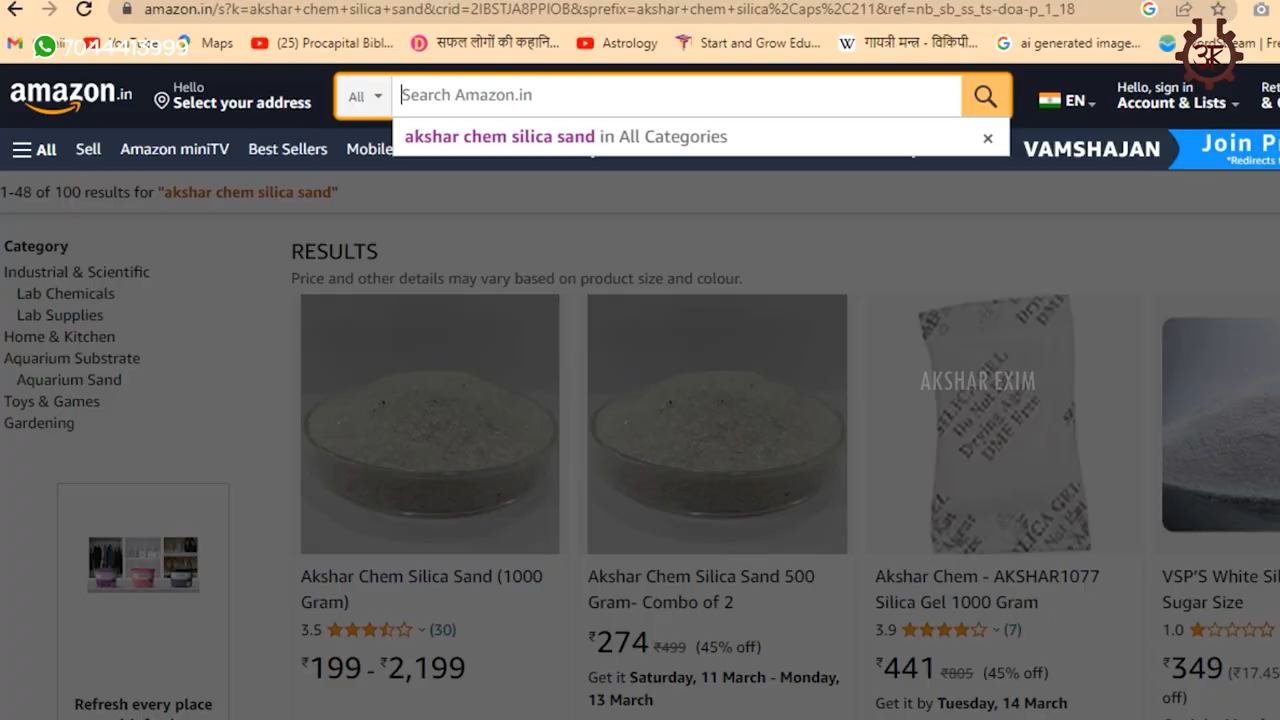 amazon.in/s?k=akshar+chem+silica+sand&crid=2IBSTJA8PPIOB&sprefix=akshar+chem+silica%2Caps%2C211&ref=nb_sb_ss_ts-doa-p_1_18
7044413999
Maps
(25) Procapital Bibl...
सफल लोगों की कहानि...
Astrology
Start and Grow Edu...
गायत्री मन्त्र - विकिपी...
ai generated image...
amazon.in
Hello
Select your address
All
Search Amazon.in
EN
Hello, sign in
Account & Lists
akshar chem silica sand in All Categories
All
Sell
Amazon miniTV
Best Sellers
VAMSHAJAN
1-48 of 100 results for "akshar chem silica sand"
Category
Industrial & Scientific
Lab Chemicals
Lab Supplies
Home & Kitchen
Aquarium Substrate
Aquarium Sand
Toys & Games
Gardening
Refresh every place
RESULTS
Price and other details may vary based on product size and colour.
AKSHAR EXIM
Akshar Chem Silica Sand (1000
Gram)
3.5 (30)
₹199 - ₹2,199
Akshar Chem Silica Sand 500
Gram- Combo of 2
₹274 ₹499 (45% off)
Get it Saturday, 11 March - Monday,
13 March
Akshar Chem - AKSHAR1077
Silica Gel 1000 Gram
3.9 (7)
₹441 ₹805 (45% off)
Get it by Tuesday, 14 March
VSP'S White
Sugar Size
1.0
₹349 (₹17.45
off)